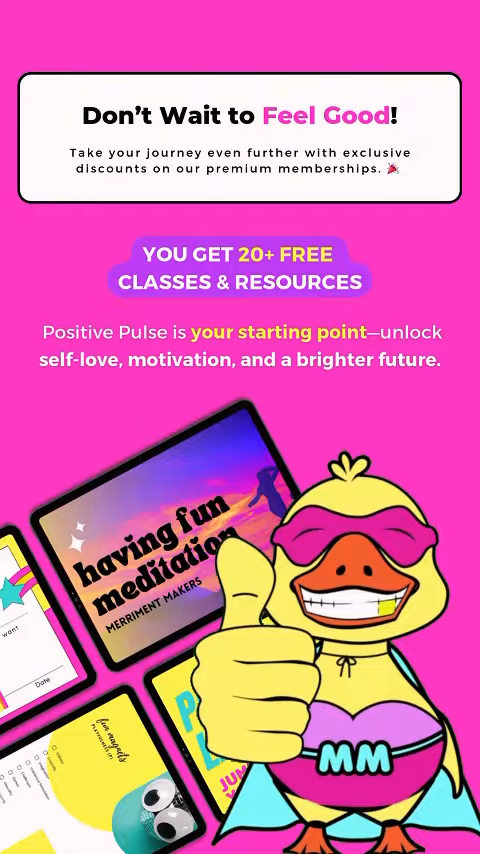 Don’t Wait to Feel Good!
Take your journey even further with exclusive
discounts on our premium memberships. 🎉
YOU GET 20+ FREE
CLASSES & RESOURCES
Positive Pulse is your starting point—unlock
self-love, motivation, and a brighter future.
having fun
meditation
MERRIMENT MAKERS
want
Date
fun magnets
MM